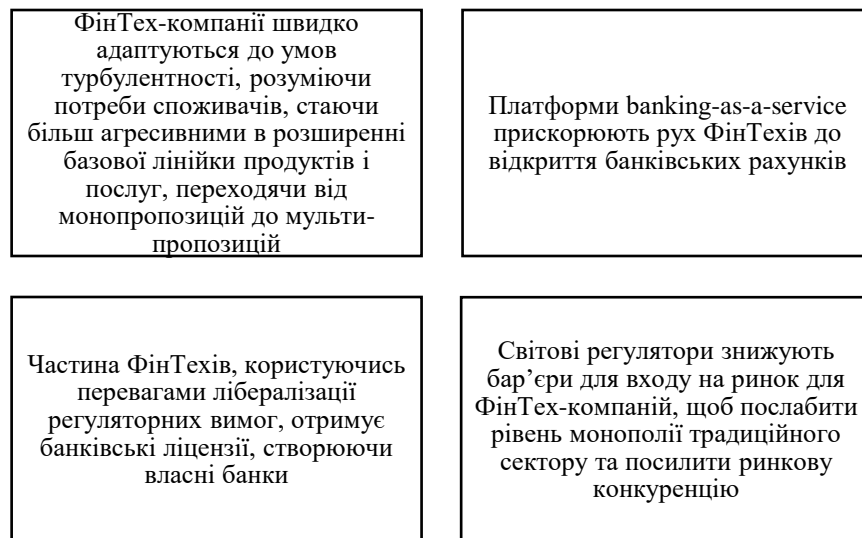 ФінТех-компанії швидко
адаптуються до умов
турбулентності, розуміючи
потреби споживачів, стаючи
більш агресивними в розширенні
базової лінійки продуктів і
послуг, переходячи від
монопропозицій до мульти-
пропозицій
Платформи banking-as-a-service
прискорюють рух ФінТехів до
відкриття банківських рахунків
Частина ФінТехів, користуючись
перевагами лібералізації
регуляторних вимог, отримує
банківські ліцензії, створюючи
власні банки
Світові регулятори знижують
бар’єри для входу на ринок для
ФінТех-компаній, щоб послабити
рівень монополії традиційного
сектору та посилити ринкову
конкуренцію